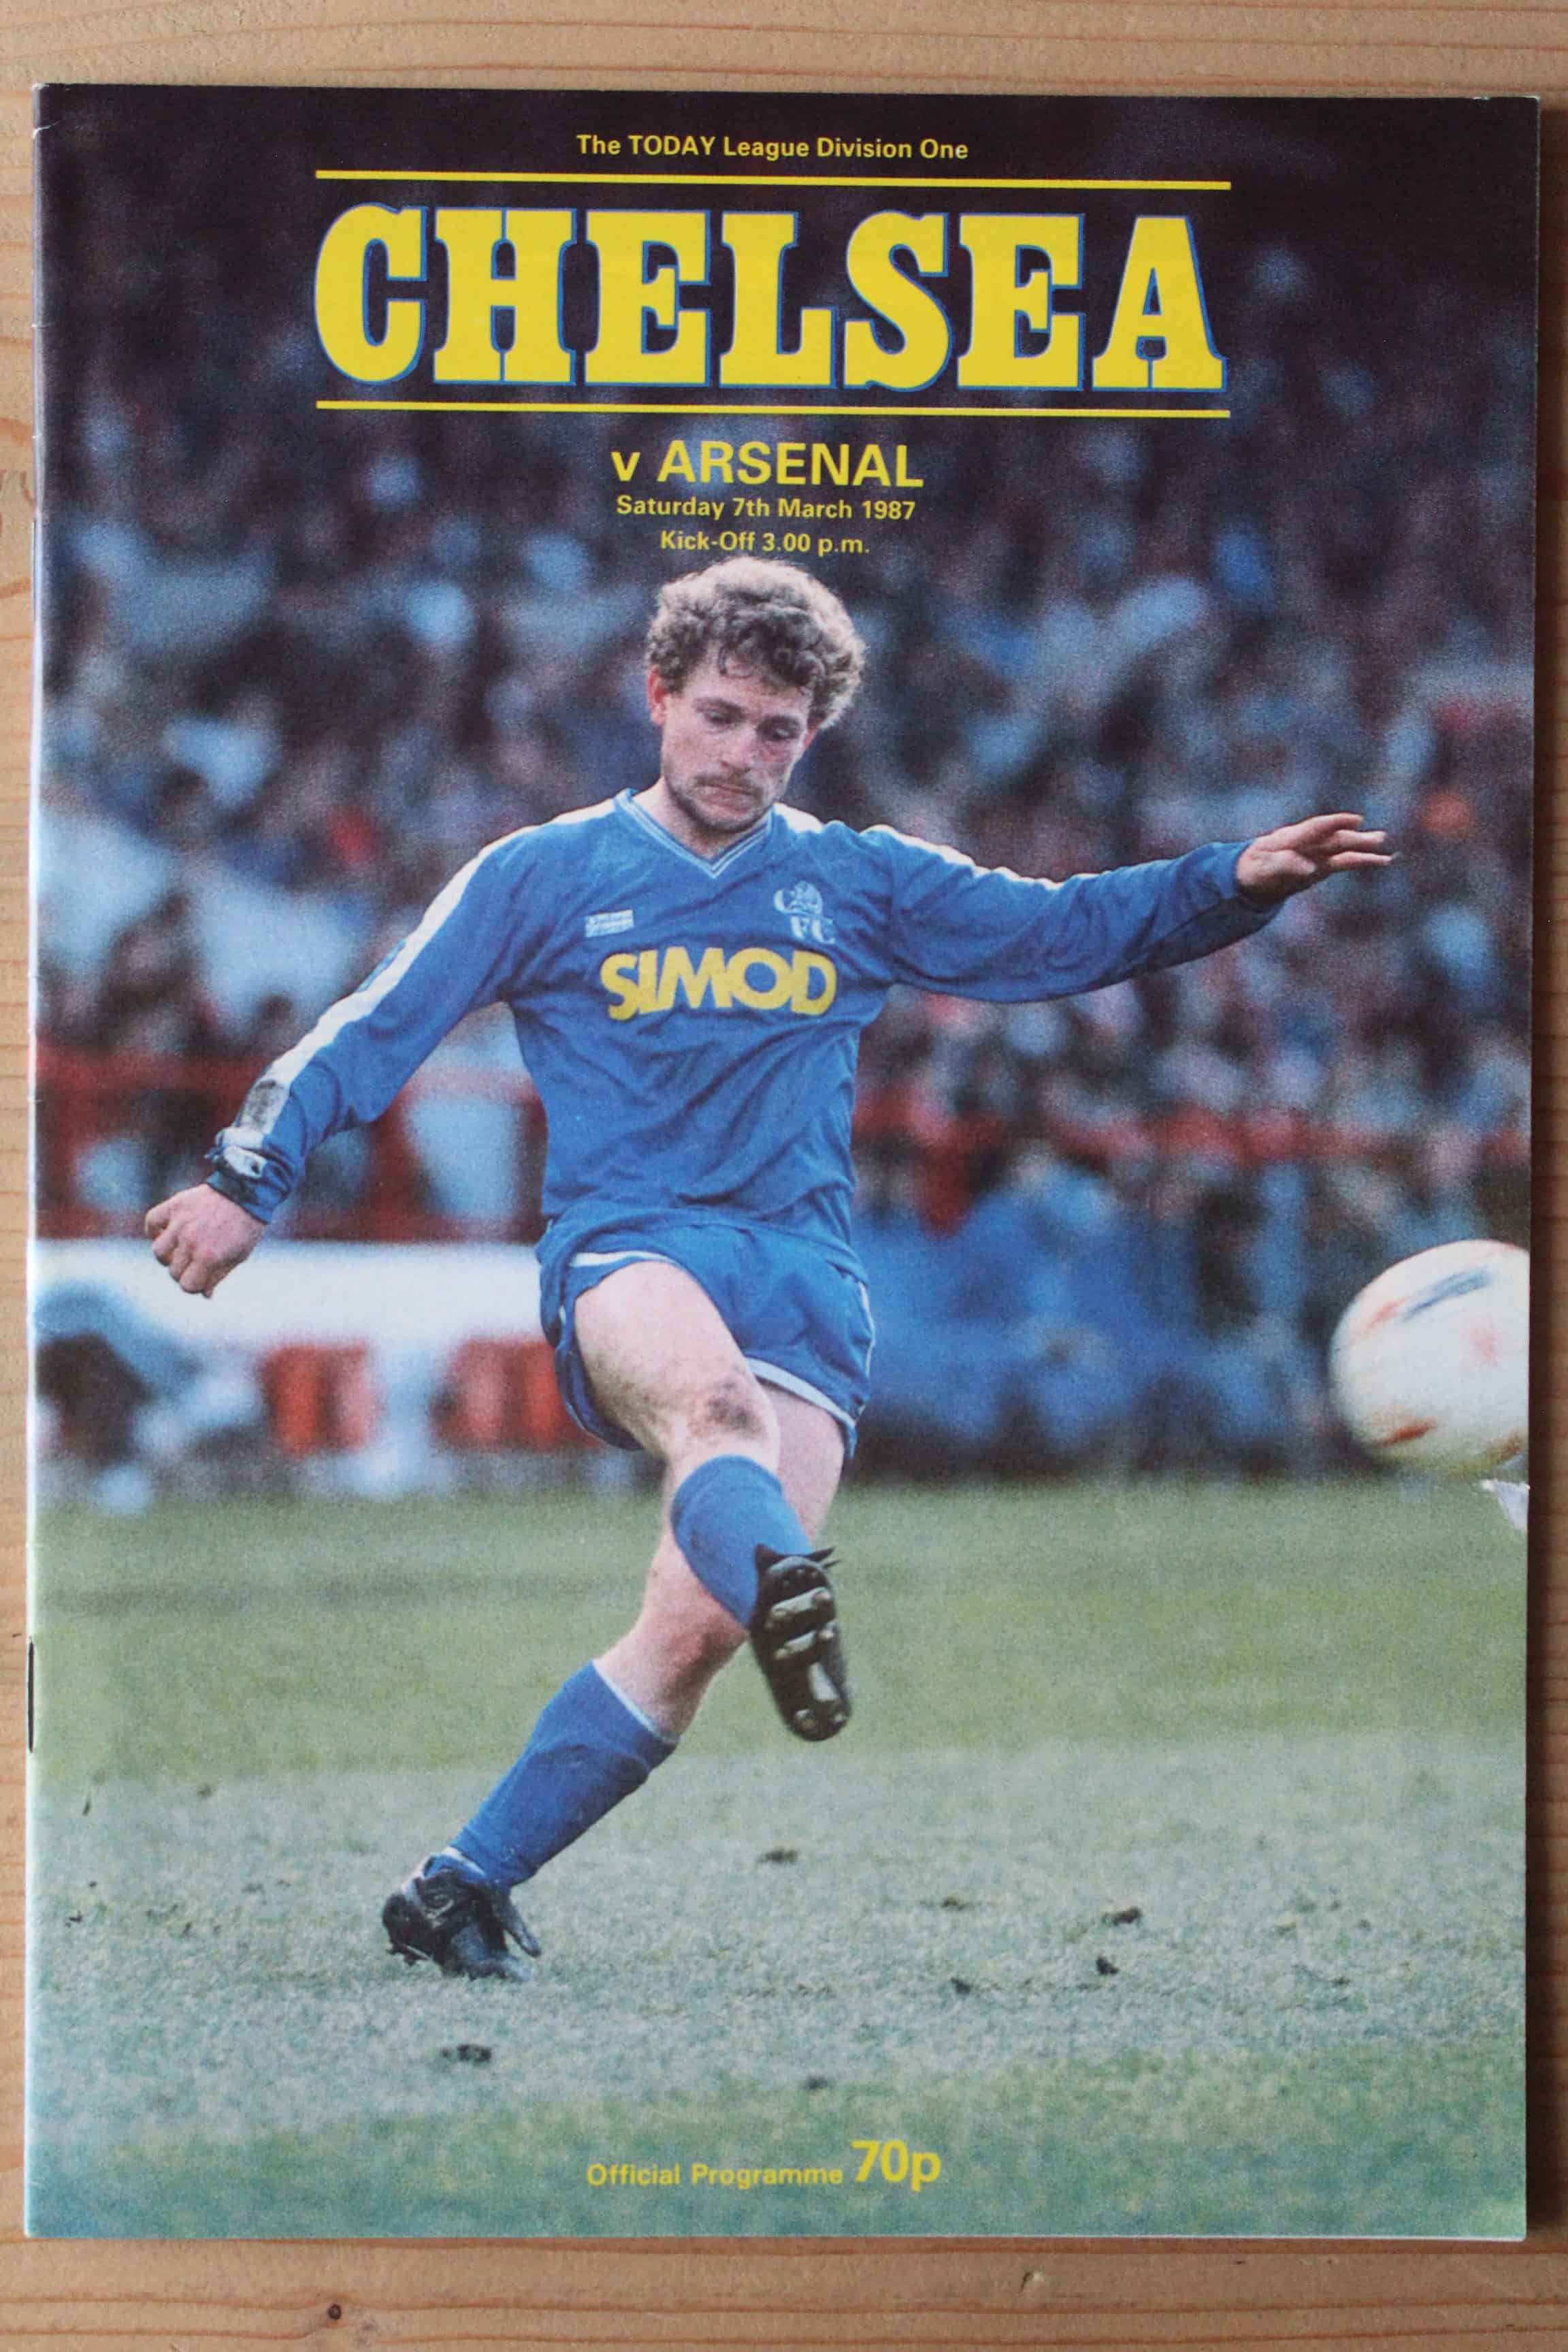 The TODAY League Division One
CHELSEA
v ARSENAL
Saturday 7th March 1987
Kick-Off 3.00 p.m.
C
FC
SIMOD
Official Programme 70p